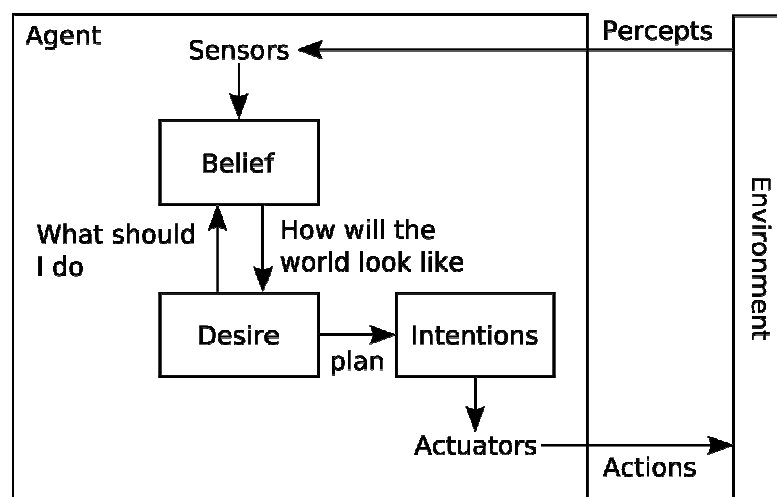 Agent
Percepts
Sensors
Belief
What should
I do
How will the
world look like
Environment
Desire
plan
Intentions
Actuators
Actions